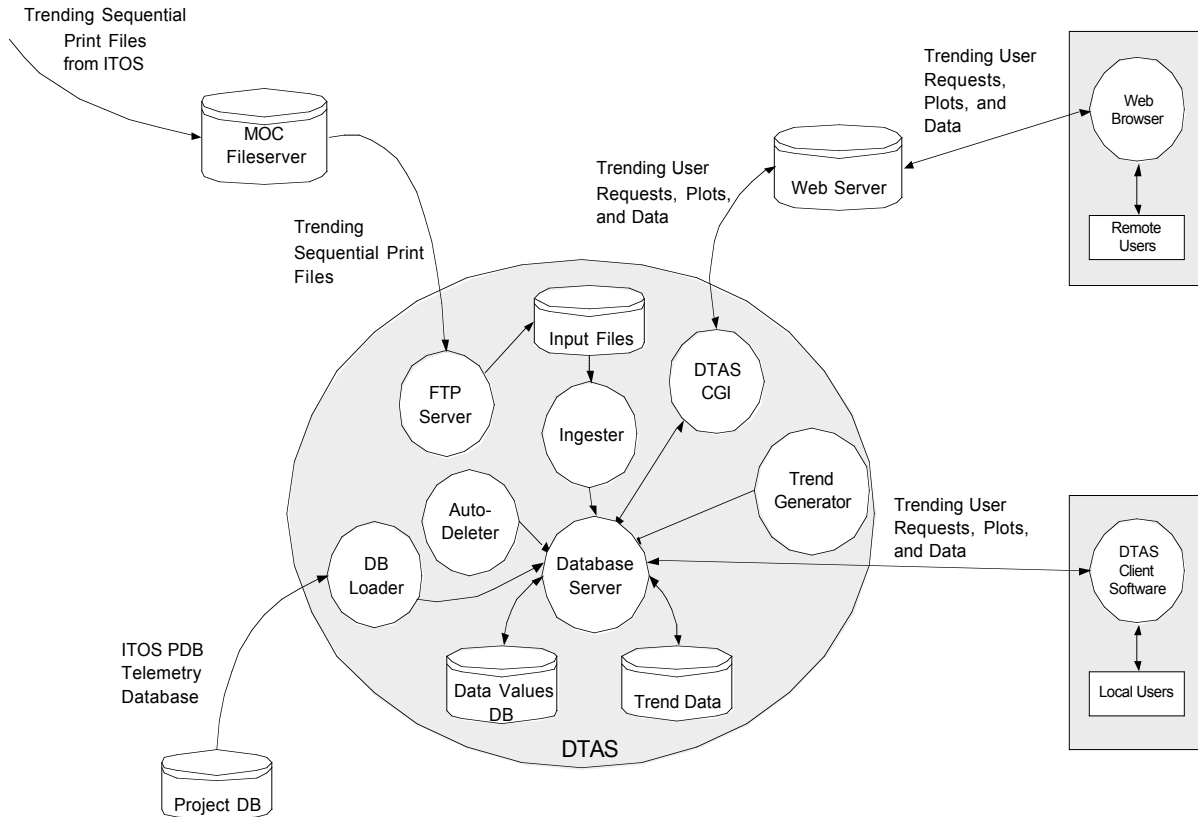 Trending Sequential
Print Files
from ITOS
MOC
Fileserver
Trending
Sequential Print
Files
Trending User
Requests, Plots,
and Data
Web Server
Trending User
Requests,
Plots, and
Data
Web
Browser
Remote
Users
Input Files
FTP
Server
Ingester
DTAS
CGI
Trend
Generator
Auto-
Deleter
DB
Loader
Database
Server
Trending User
Requests, Plots,
and Data
DTAS
Client
Software
Local Users
ITOS PDB
Telemetry
Database
Data Values
DB
Trend Data
DTAS
Project DB